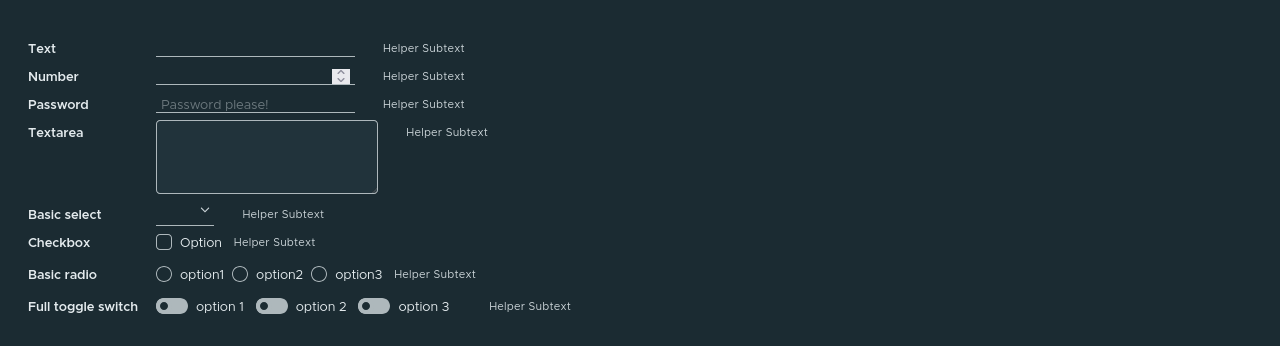 Text Helper Subtext
Number Helper Subtext
Password Password please! Helper Subtext
Textarea Helper Subtext
Basic select Helper Subtext
Checkbox Option Helper Subtext
Basic radio option1 option2 option3 Helper Subtext
Full toggle switch option 1 option 2 option 3 Helper Subtext